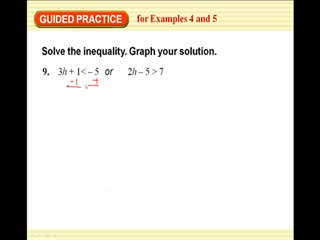 GUIDED PRACTICE for Examples 4 and 5
Solve the inequality. Graph your solution.
9. 3h + 1< – 5 or 2h – 5 > 7
-1 -1